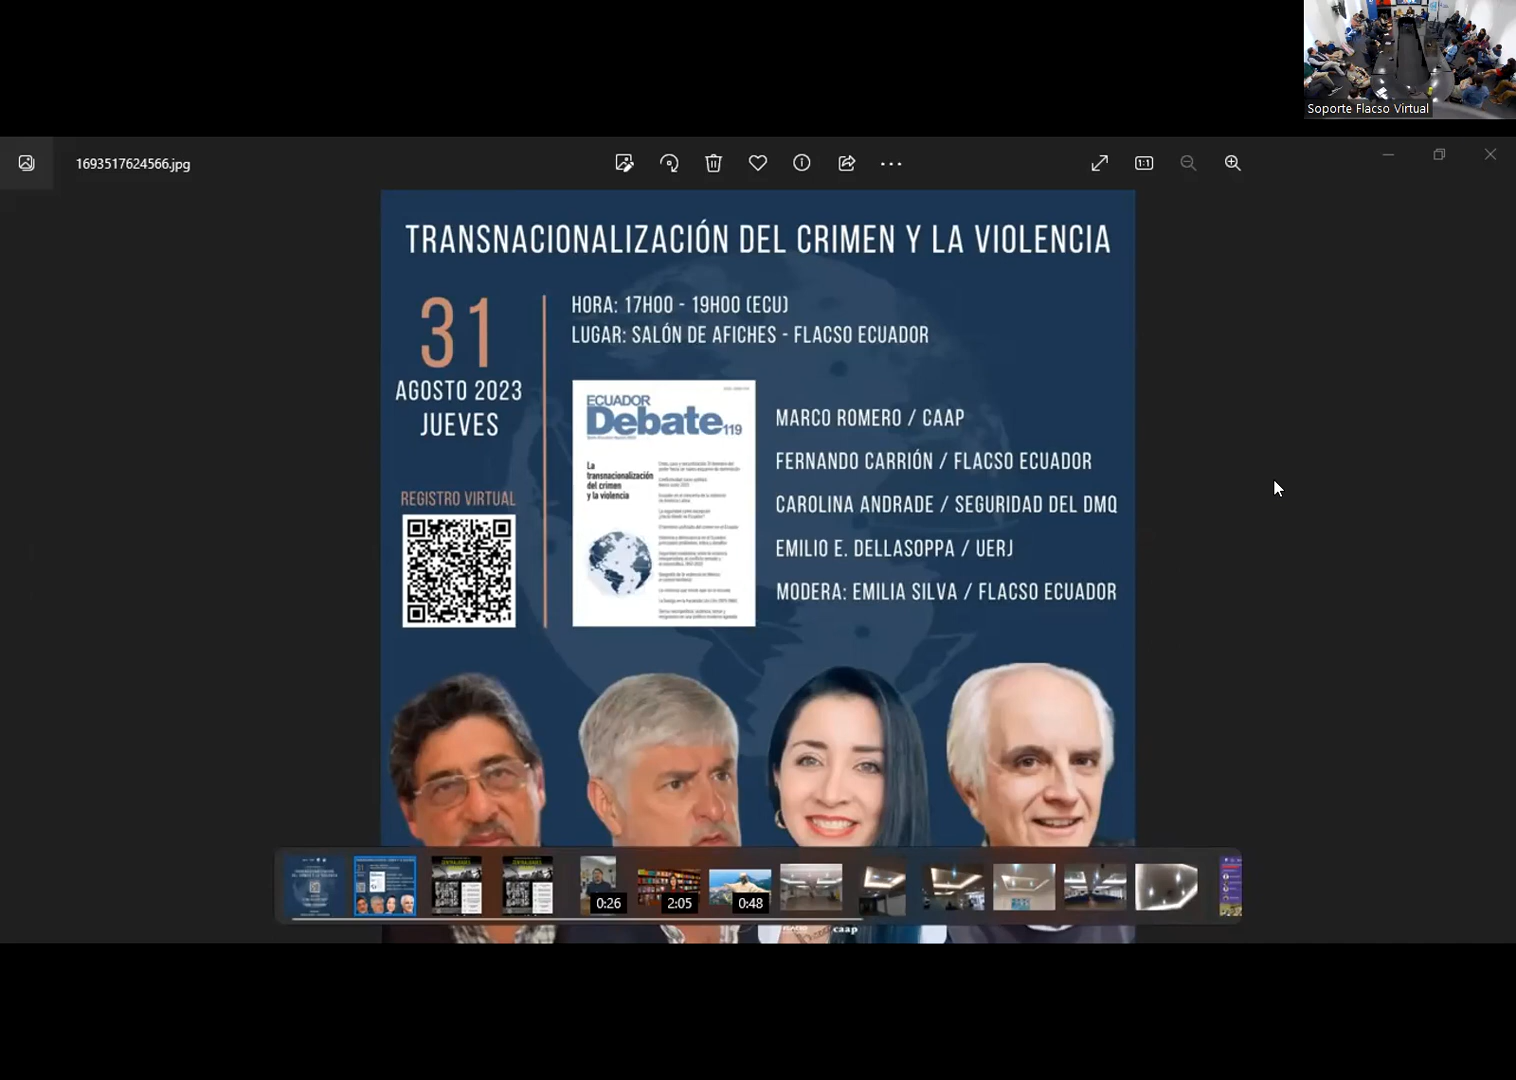 Soporte Flacso Virtual
1693517624566.jpg
TRANSNACIONALIZACIÓN DEL CRIMEN Y LA VIOLENCIA
31
AGOSTO 2023
JUEVES
HORA: 17H00 - 19H00 (ECU)
LUGAR: SALÓN DE AFICHES - FLACSO ECUADOR
REGISTRO VIRTUAL
ECUADOR
Debate 119
La
transnacionalización
del crimen
y la violencia
MARCO ROMERO / CAAP
FERNANDO CARRIÓN / FLACSO ECUADOR
CAROLINA ANDRADE / SEGURIDAD DEL DMQ
EMILIO E. DELLASOPPA / UERJ
MODERA: EMILIA SILVA / FLACSO ECUADOR
0:26
2:05
0:48
caap